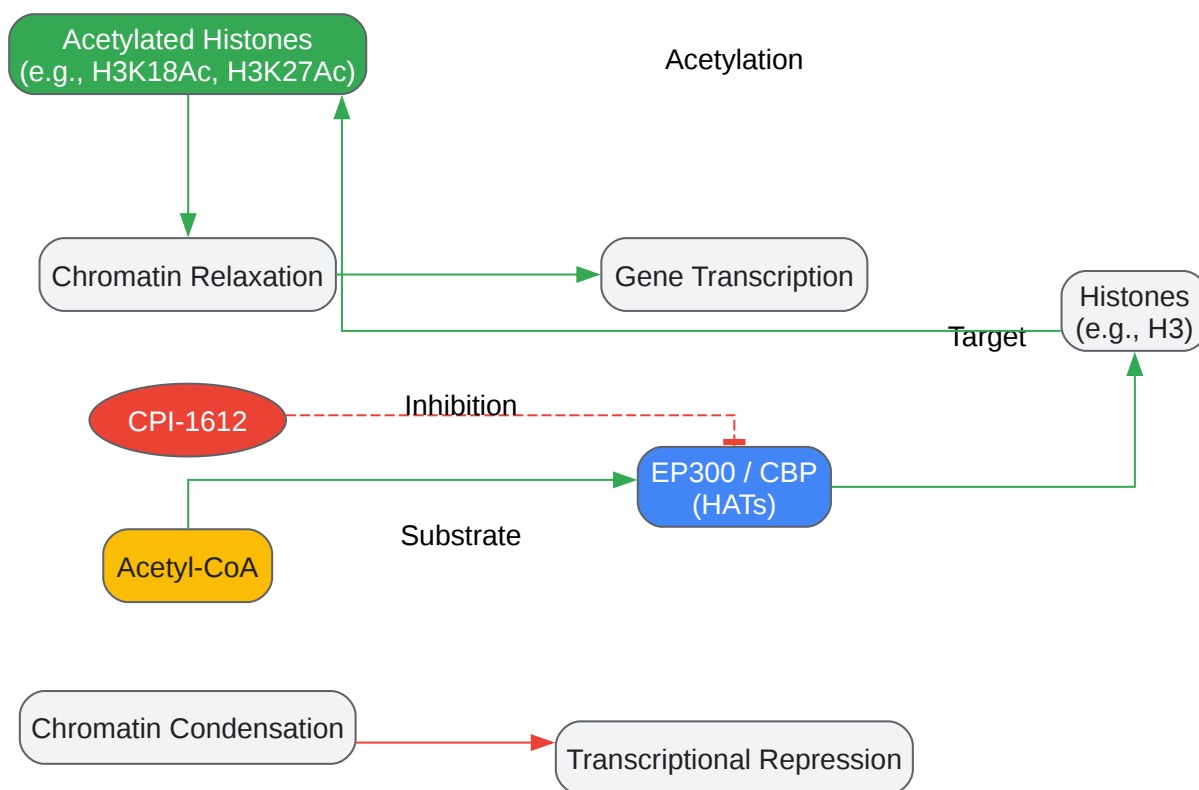 Acetylated Histones
(e.g., H3K18Ac, H3K27Ac)
Acetylation
Chromatin Relaxation
Gene Transcription
Histones
(e.g., H3)
Target
CPI-1612
Inhibition
EP300 / CBP
(HATs)
Substrate
Acetyl-CoA
Chromatin Condensation
Transcriptional Repression